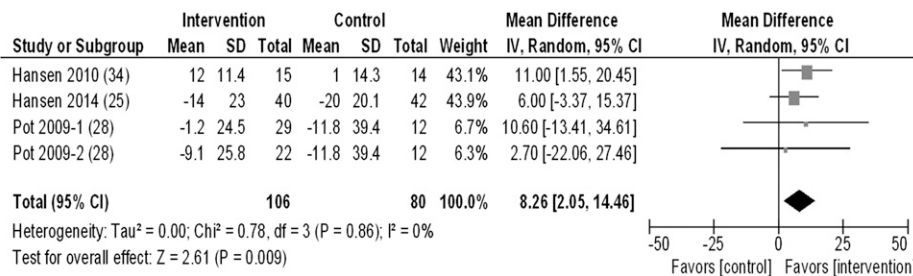 Intervention Control Mean Difference Mean Difference
Study or Subgroup Mean SD Total Mean SD Total Weight IV, Random, 95% CI IV, Random, 95% CI
Hansen 2010 (34) 12 11.4 15 1 14.3 14 43.1% 11.00 [1.55, 20.45]
Hansen 2014 (25) -14 23 40 -20 20.1 42 43.9% 6.00 [-3.37, 15.37]
Pot 2009-1 (28) -1.2 24.5 29 -11.8 39.4 12 6.7% 10.60 [-13.41, 34.61]
Pot 2009-2 (28) -9.1 25.8 22 -11.8 39.4 12 6.3% 2.70 [-22.06, 27.46]
Total (95% CI) 106 80 100.0% 8.26 [2.05, 14.46]
Heterogeneity: Tau² = 0.00; Chi² = 0.78, df = 3 (P = 0.86); I² = 0%
Test for overall effect: Z = 2.61 (P = 0.009)
-50 -25 0 25 50
Favors [control] Favors [intervention]